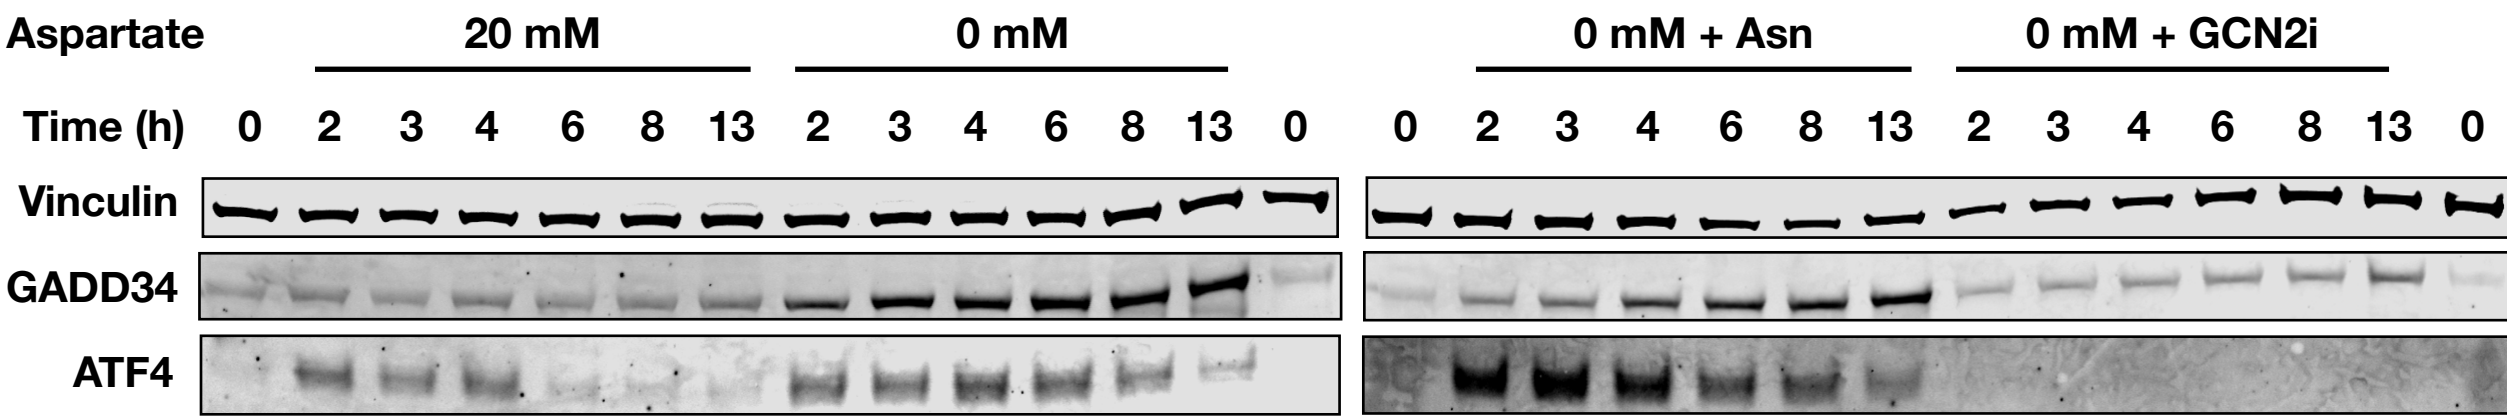 Aspartate 20 mM 0 mM 0 mM + Asn 0 mM + GCN2i
Time (h) 0 2 3 4 6 8 13 2 3 4 6 8 13 0 0 2 3 4 6 8 13 2 3 4 6 8 13 0
Vinculin
GADD34
ATF4